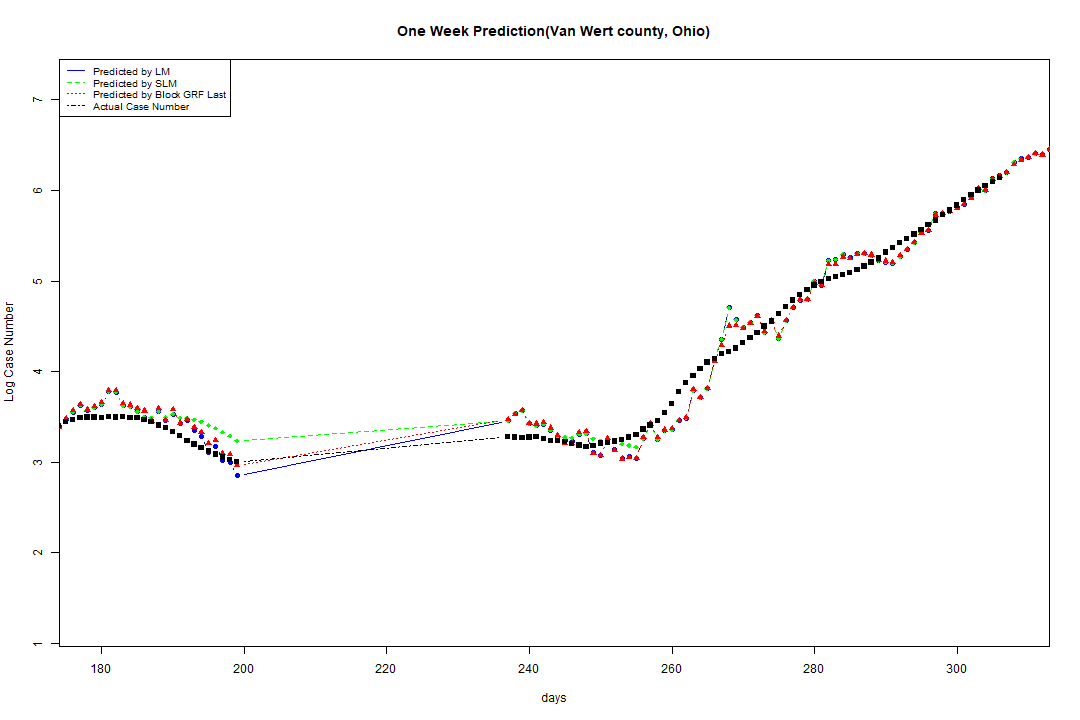 One Week Prediction(Van Wert county, Ohio)
Predicted by LM
Predicted by SLM
Predicted by Block GRF Last
Actual Case Number
Log Case Number
7
6
5
4
3
2
1
180 200 220 240 260 280 300
days